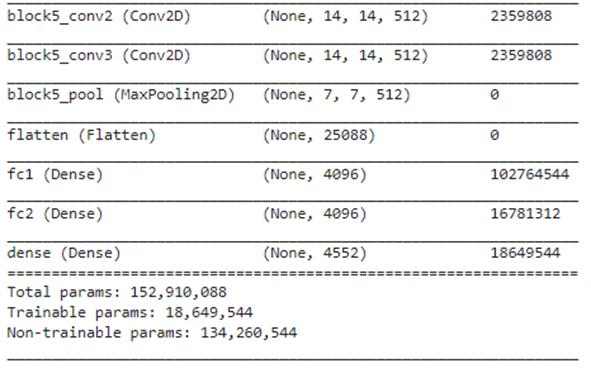 block5_conv2 (Conv2D) (None, 14, 14, 512) 2359808
block5_conv3 (Conv2D) (None, 14, 14, 512) 2359808
block5_pool (MaxPooling2D) (None, 7, 7, 512) 0
flatten (Flatten) (None, 25088) 0
fc1 (Dense) (None, 4096) 102764544
fc2 (Dense) (None, 4096) 16781312
dense (Dense) (None, 4552) 18649544
Total params: 152,910,088
Trainable params: 18,649,544
Non-trainable params: 134,260,544